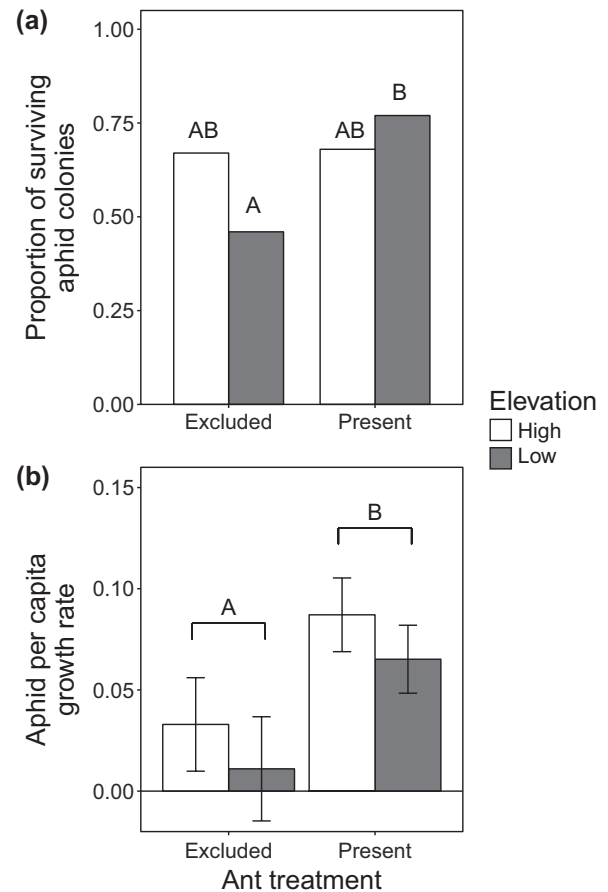 (a)
Proportion of surviving
aphid colonies
1.00
0.75
0.50
0.25
0.00
AB
A
AB
B
Excluded
Present
Elevation
High
Low
(b)
Aphid per capita
growth rate
0.15
0.10
0.05
0.00
A
B
Excluded
Present
Ant treatment